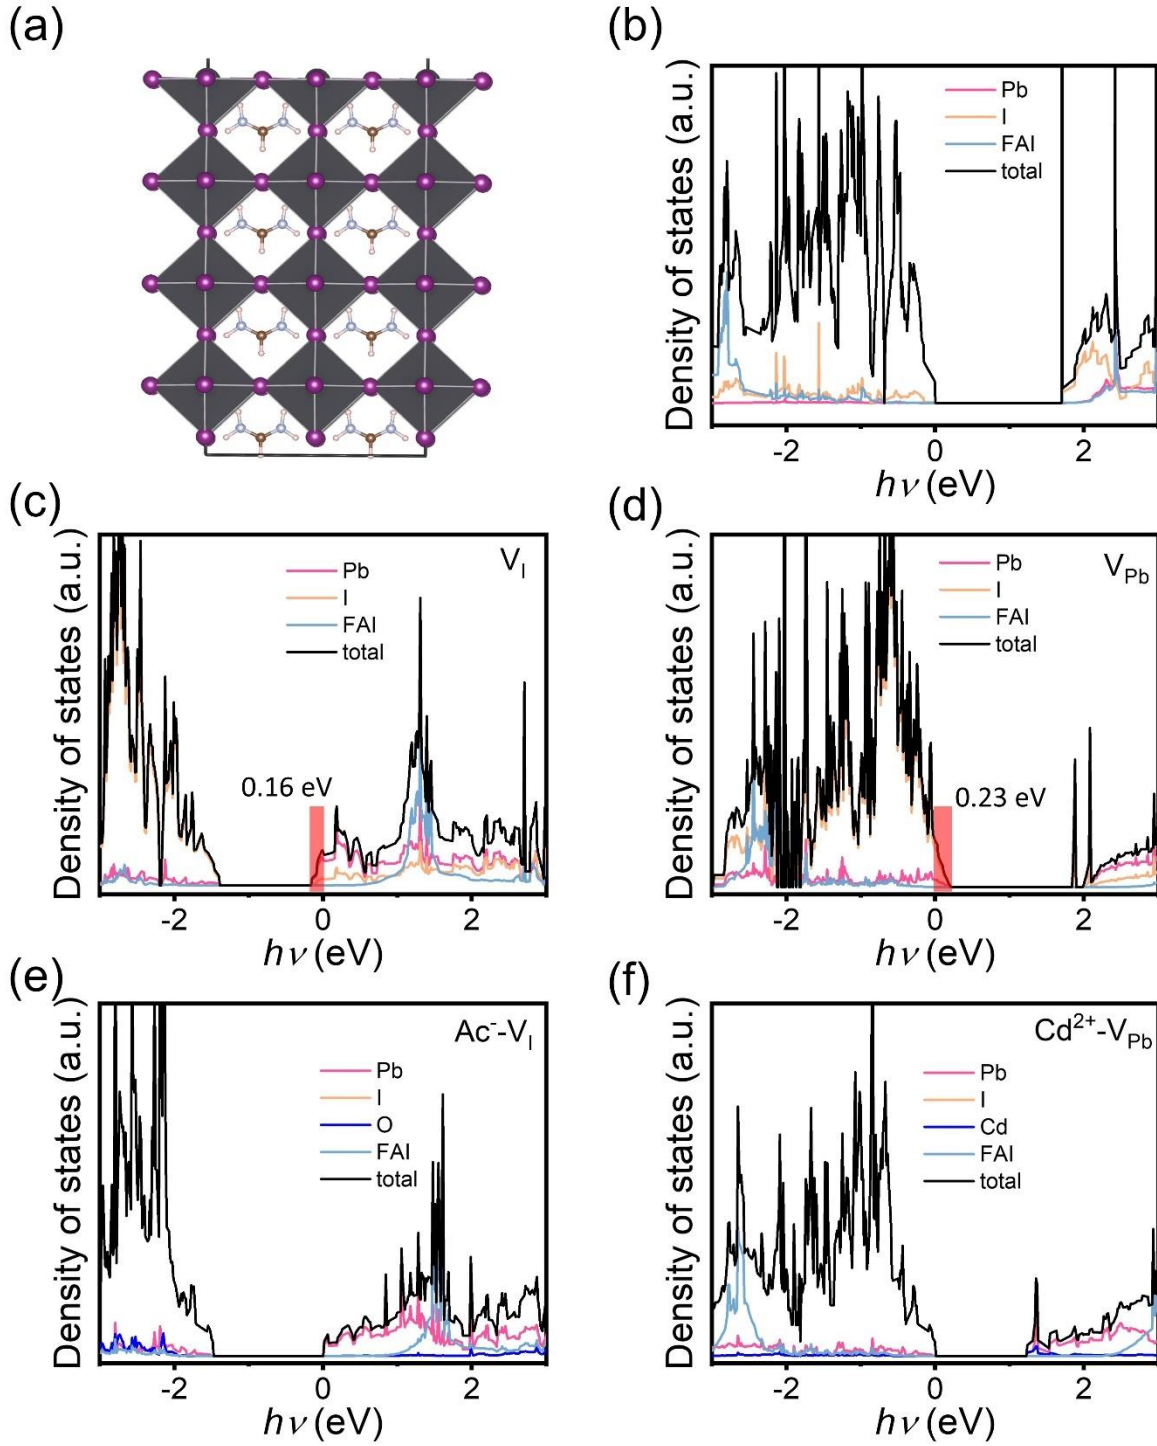 (a)
(b)
Density of states (a.u.)
Pb
I
FAI
total
-2
0
2
hν (eV)
(c)
Density of states (a.u.)
V_I
Pb
I
FAI
total
0.16 eV
-2
0
2
hν (eV)
(d)
Density of states (a.u.)
V_Pb
Pb
I
FAI
total
0.23 eV
-2
0
2
hν (eV)
(e)
Density of states (a.u.)
Ac⁻-V_I
Pb
I
O
FAI
total
-2
0
2
hν (eV)
(f)
Density of states (a.u.)
Cd²⁺-V_Pb
Pb
I
Cd
FAI
total
-2
0
2
hν (eV)